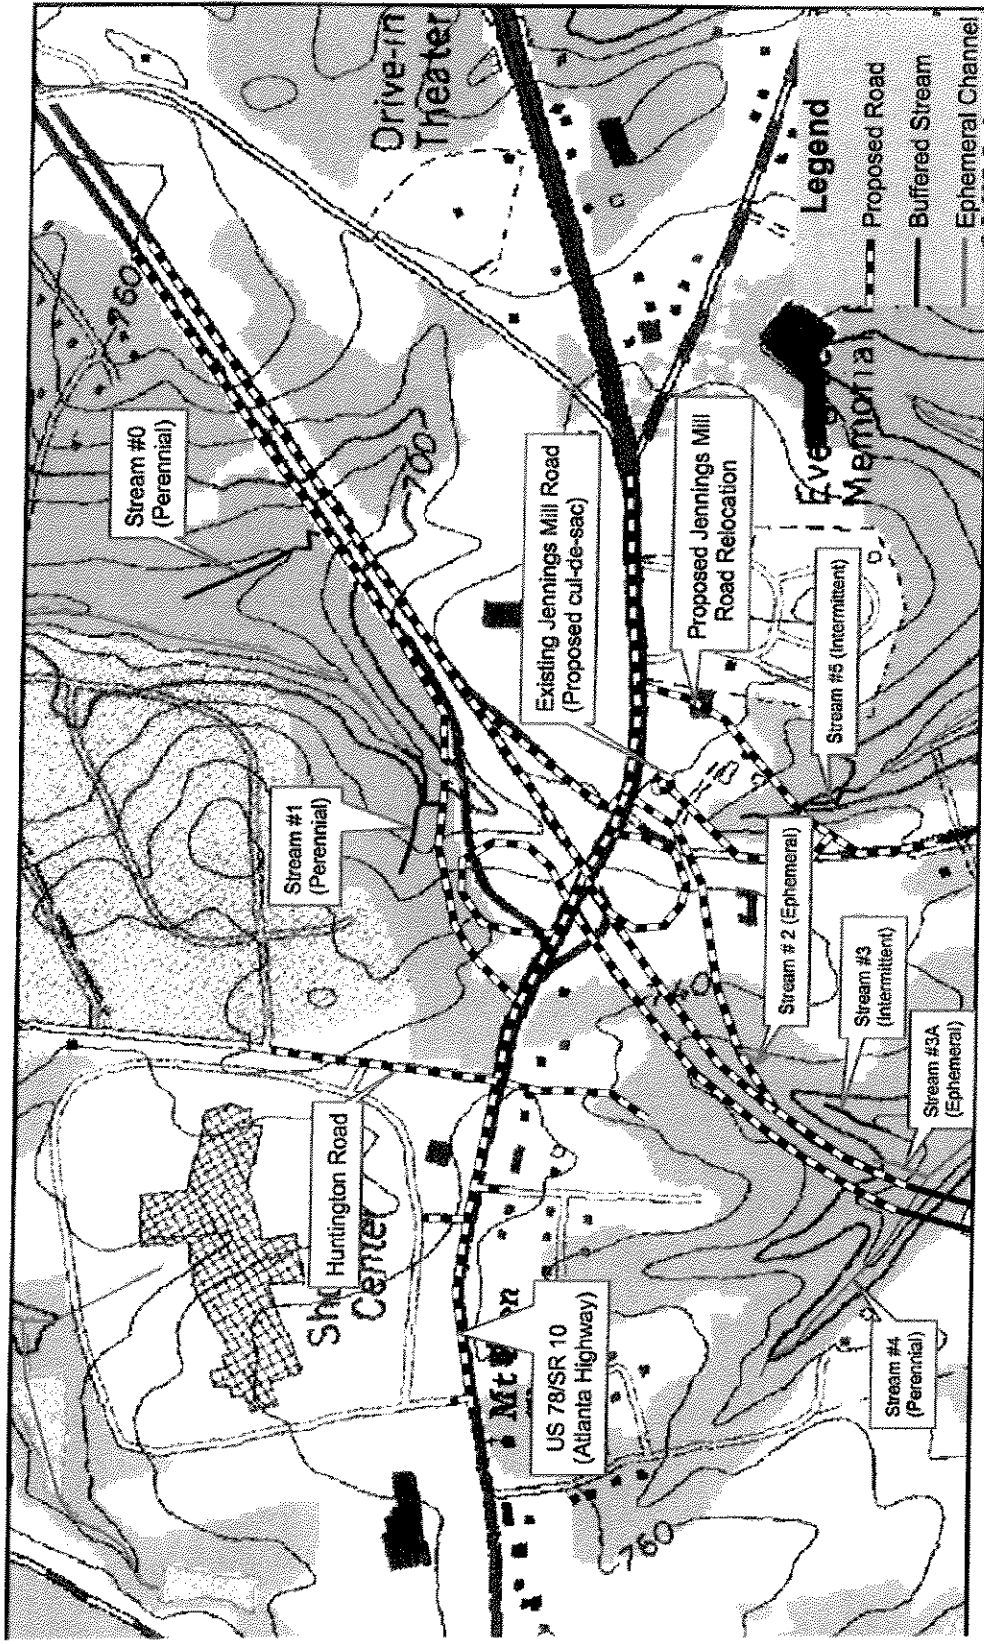 Stream #0
(Perennial)
760
700
Drive-in
Theater
Stream #1
(Perennial)
Existing Jennings Mill Road
(Proposed cul-de-sac)
Proposed Jennings Mill
Road Relocation
Memorial
Huntington Road
Center
US 78/SR 10
(Atlanta Highway)
Mt
Stream #5 (Intermittent)
Stream # 2 (Ephemeral)
Stream #3
(Intermittent)
Stream #3A
(Ephemeral)
Stream #4
(Perennial)
760
Legend
Proposed Road
Buffered Stream
Ephemeral Channel